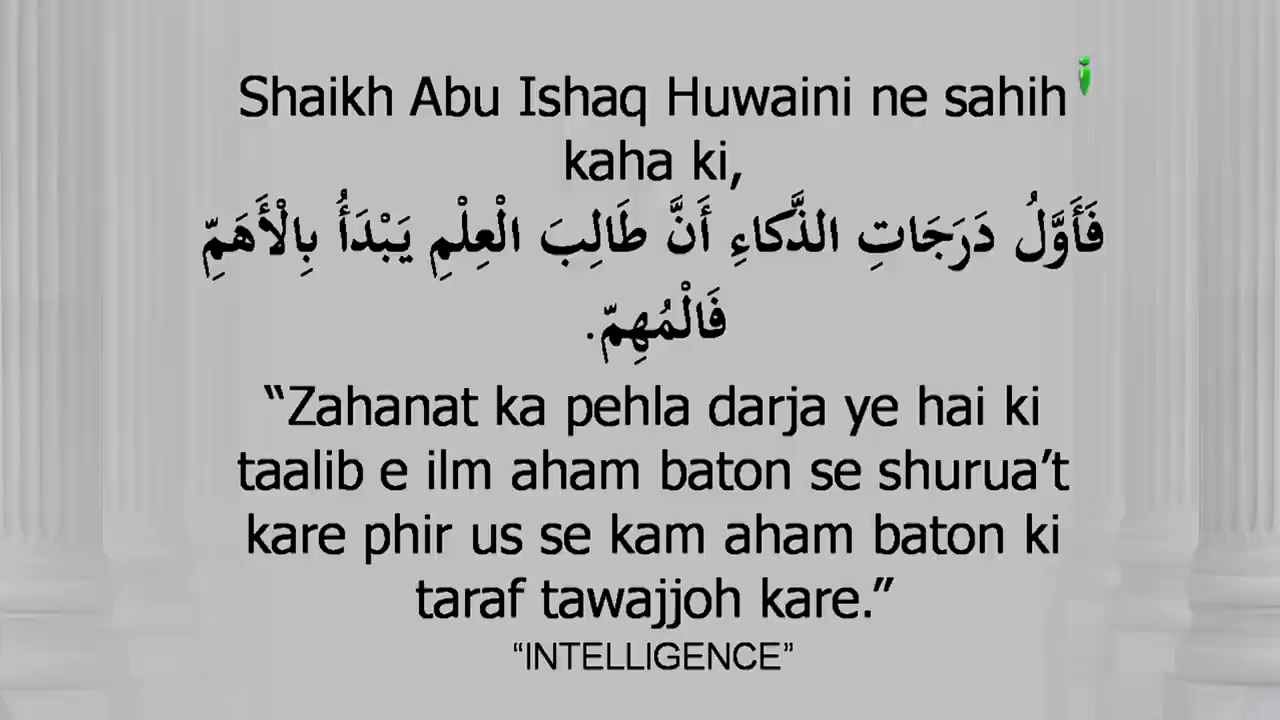 Shaikh Abu Ishaq Huwaini ne sahih
kaha ki,
فَأَوَّلُ دَرَجَاتِ الذَّكاءِ أَنَّ طَالِبَ الْعِلْمِ يَبْدَأُ بِالْأَهَمِّ
فَالْمُهِمِّ.
“Zahanat ka pehla darja ye hai ki
taalib e ilm aham baton se shurua’t
kare phir us se kam aham baton ki
taraf tawajjoh kare.”
“INTELLIGENCE”